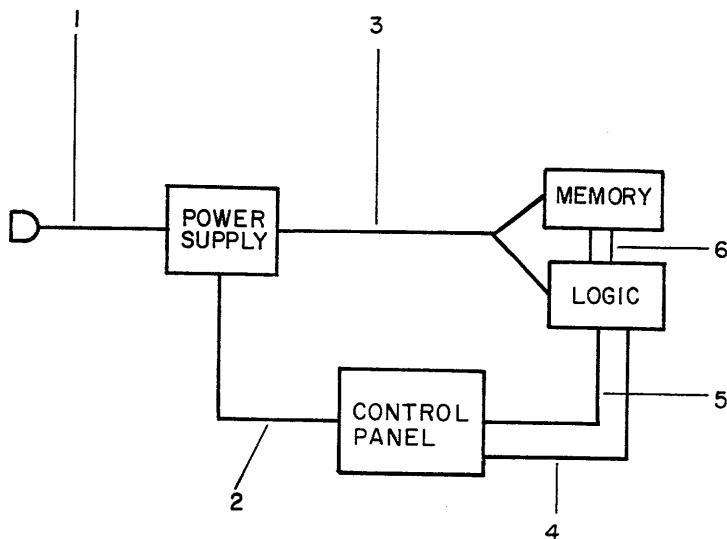 1
3
POWER
SUPPLY
MEMORY
6
LOGIC
5
CONTROL
PANEL
2
4